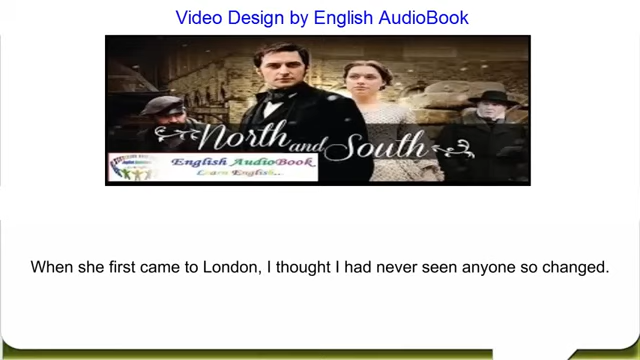 Video Design by English AudioBook
North and South
English AudioBook
Learn English...
When she first came to London, I thought I had never seen anyone so changed.